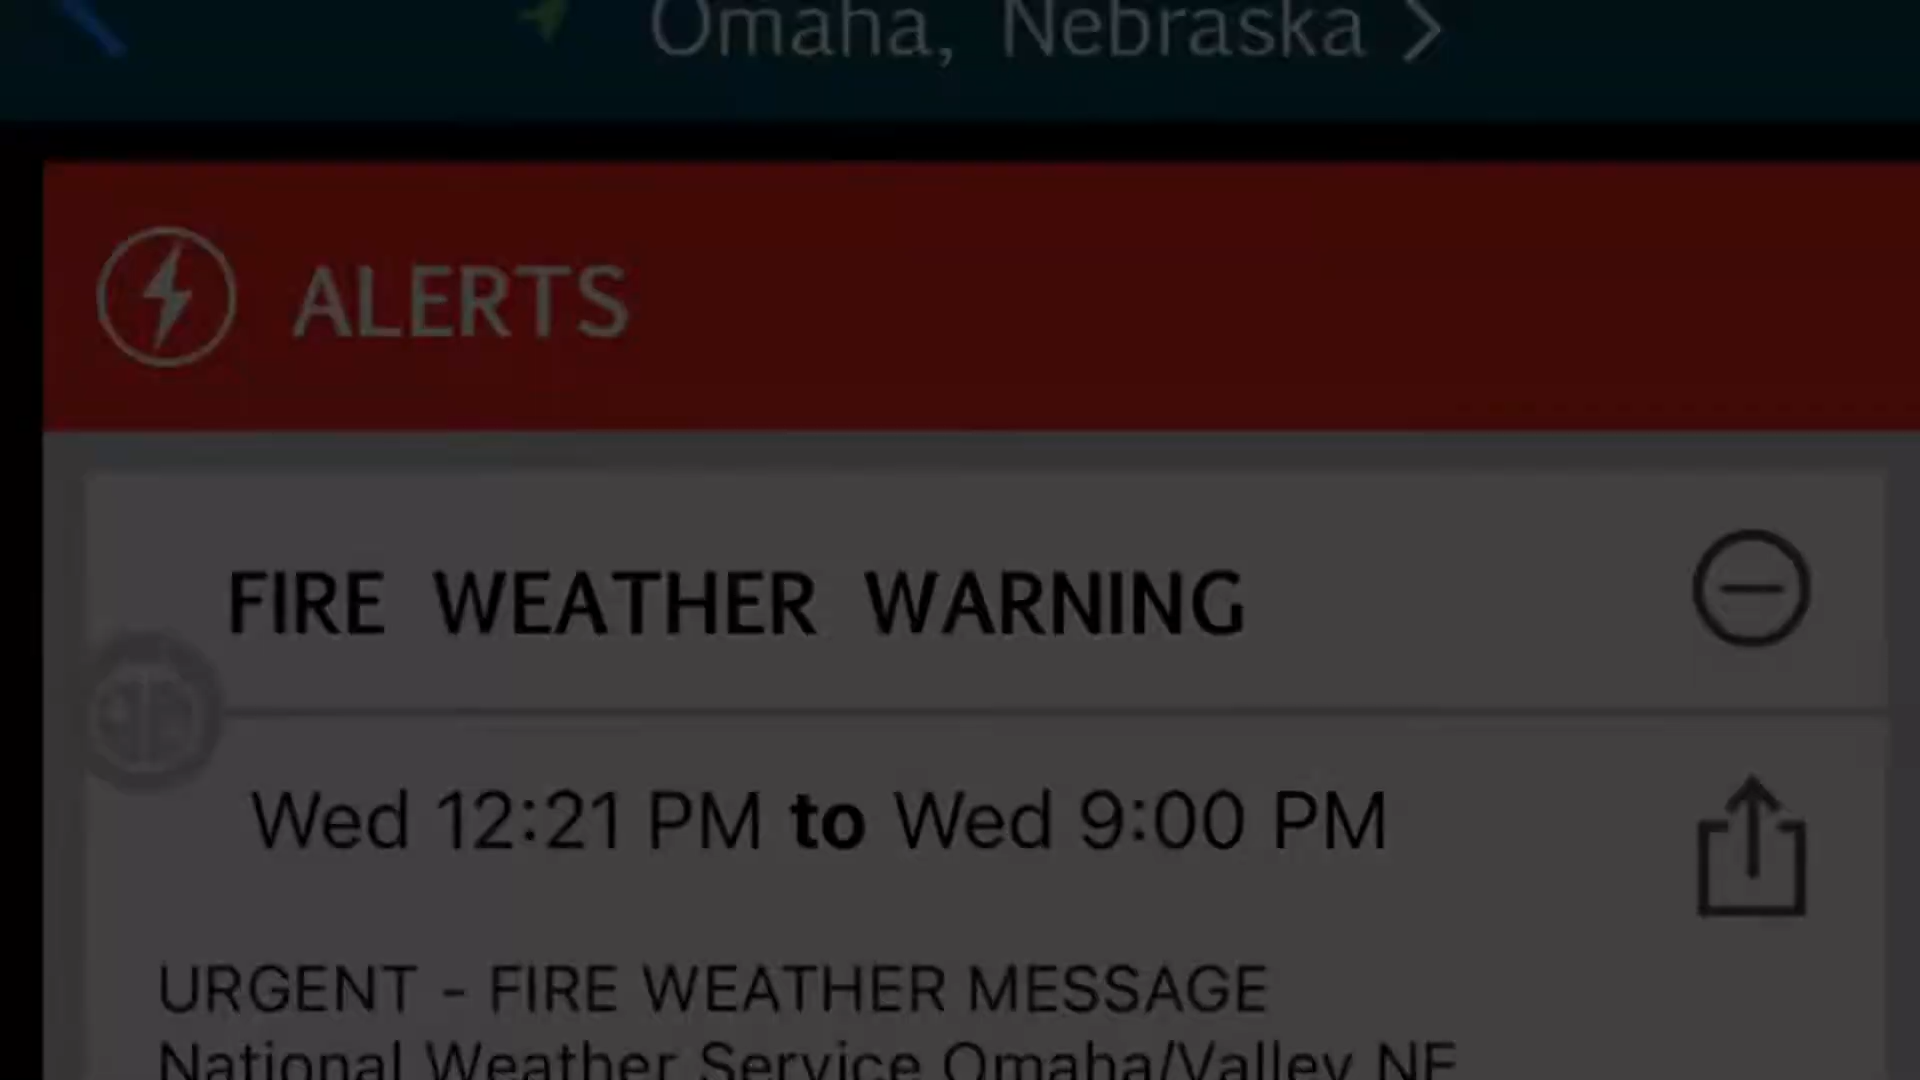 Omaha, Nebraska
ALERTS
FIRE WEATHER WARNING
Wed 12:21 PM to Wed 9:00 PM
URGENT - FIRE WEATHER MESSAGE
National Weather Service Omaha/Valley NE